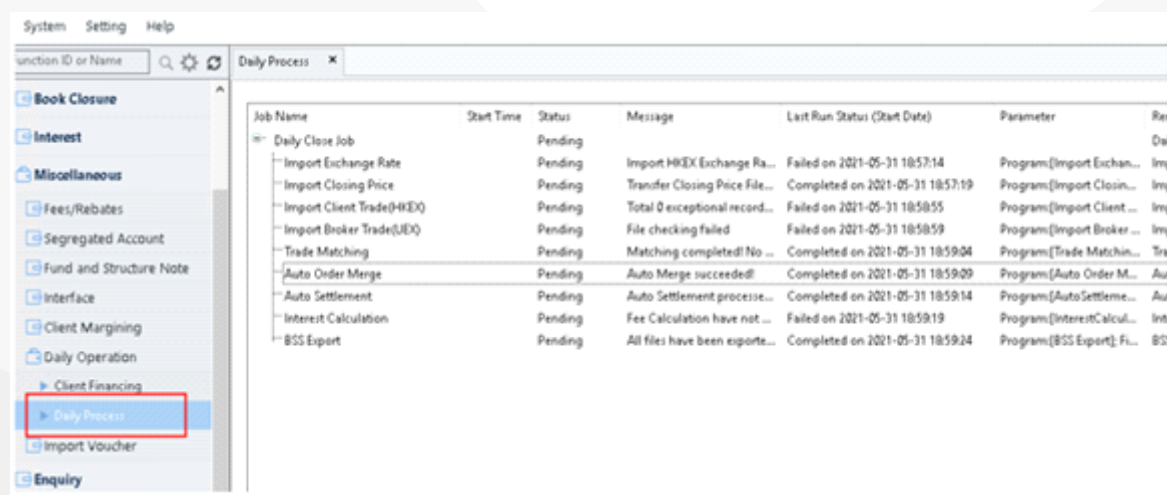 System Setting Help
unction ID or Name
Daily Process ×
Book Closure
Interest
Miscellaneous
Fees/Rebates
Segregated Account
Fund and Structure Note
Interface
Client Margining
Daily Operation
Client Financing
Daily Process
Import Voucher
Enquiry
Job Name Start Time Status Message Last Run Status (Start Date) Parameter Re
Daily Close Job Pending Da
Import Exchange Rate Pending Import HKEX Exchange Ra... Failed on 2021-05-31 18:57:14 Program:[Import Exchan... Imp
Import Closing Price Pending Transfer Closing Price File... Completed on 2021-05-31 18:57:19 Program:[Import Closin... Imp
Import Client Trade(HKEX) Pending Total 0 exceptional record... Failed on 2021-05-31 18:58:55 Program:[Import Client ... Imp
Import Broker Trade(UEX) Pending File checking failed Failed on 2021-05-31 18:58:59 Program:[Import Broker ... Imp
Trade Matching Pending Matching completed! No ... Completed on 2021-05-31 18:59:04 Program:[Trade Matchin... Tra
Auto Order Merge Pending Auto Merge succeeded! Completed on 2021-05-31 18:59:09 Program:[Auto Order M... Au
Auto Settlement Pending Auto Settlement processe... Completed on 2021-05-31 18:59:14 Program:[AutoSettleme... Au
Interest Calculation Pending Fee Calculation have not ... Failed on 2021-05-31 18:59:19 Program:[InterestCalcul... Int
BSS Export Pending All files have been exporte... Completed on 2021-05-31 18:59:24 Program:[BSS Export]; Fi... BSS